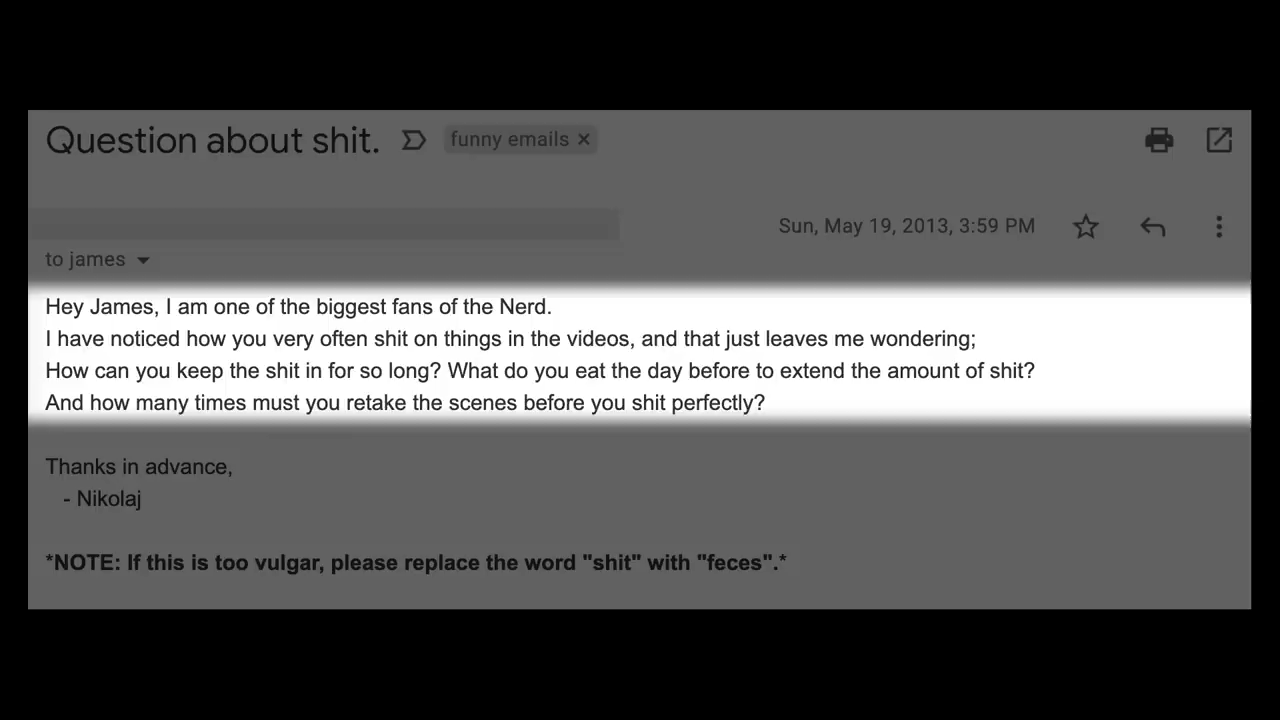 Question about shit.
funny emails ×
Sun, May 19, 2013, 3:59 PM
to james
Hey James, I am one of the biggest fans of the Nerd.
I have noticed how you very often shit on things in the videos, and that just leaves me wondering;
How can you keep the shit in for so long? What do you eat the day before to extend the amount of shit?
And how many times must you retake the scenes before you shit perfectly?
Thanks in advance,
- Nikolaj
*NOTE: If this is too vulgar, please replace the word "shit" with "feces".*